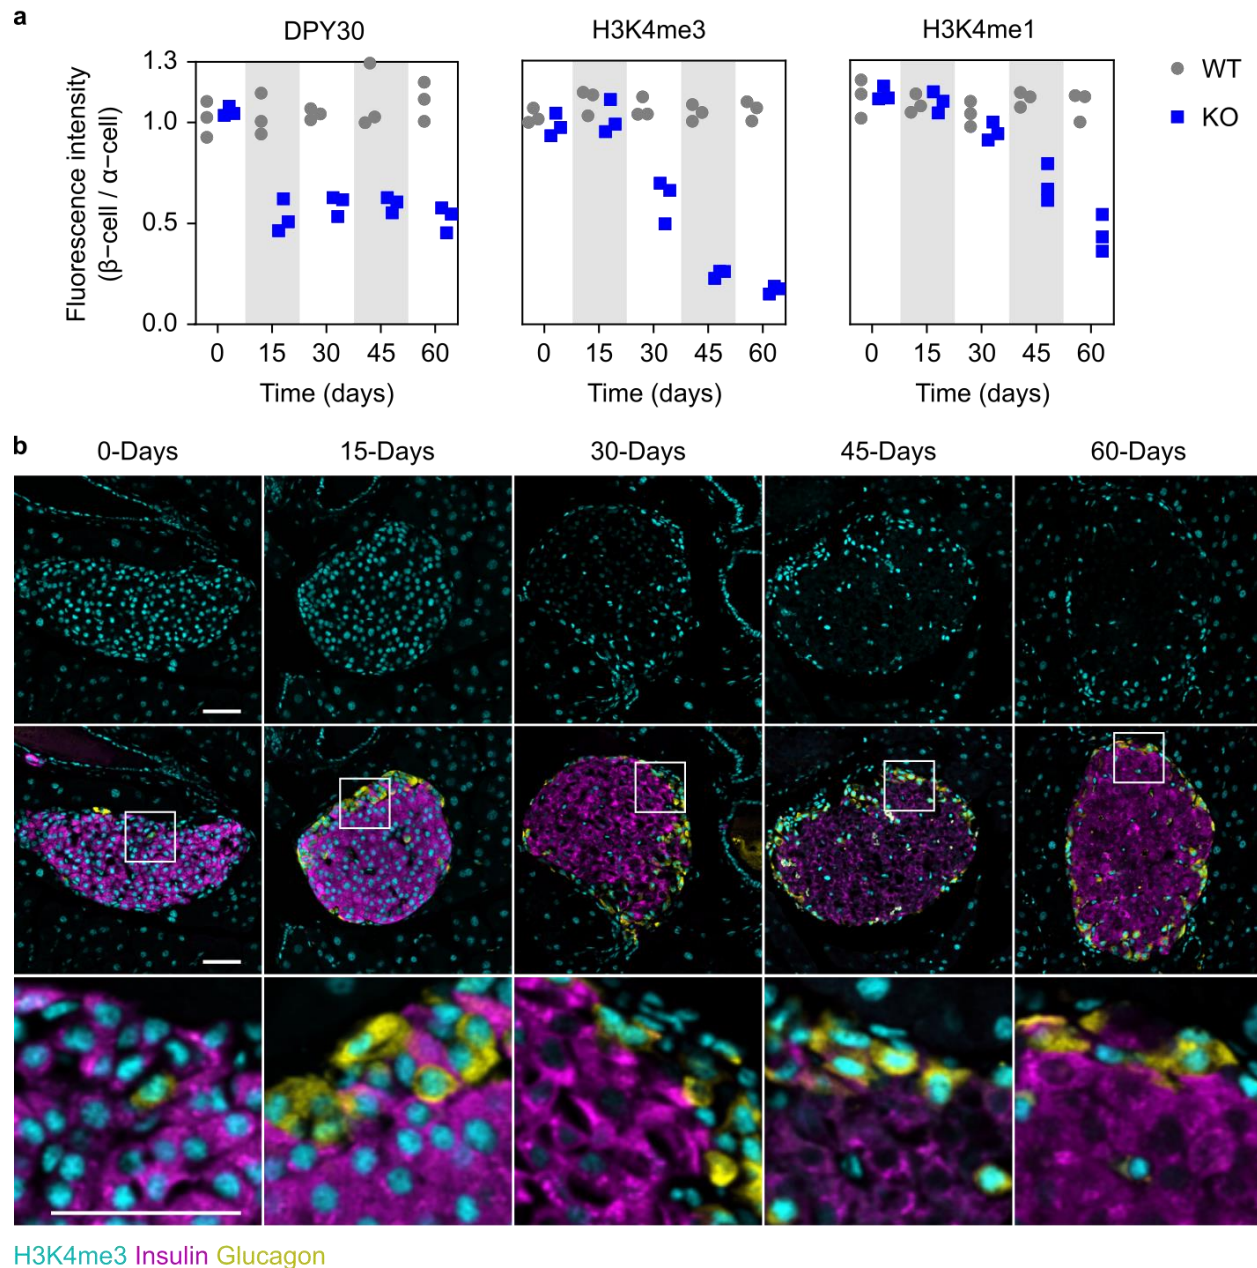 a
DPY30
H3K4me3
H3K4me1
WT
KO
Fluorescence intensity
(β−cell / α−cell)
1.3
1.0
0.5
0.0
0 15 30 45 60
0 15 30 45 60
0 15 30 45 60
Time (days)
Time (days)
Time (days)
b
0-Days
15-Days
30-Days
45-Days
60-Days
H3K4me3 Insulin Glucagon